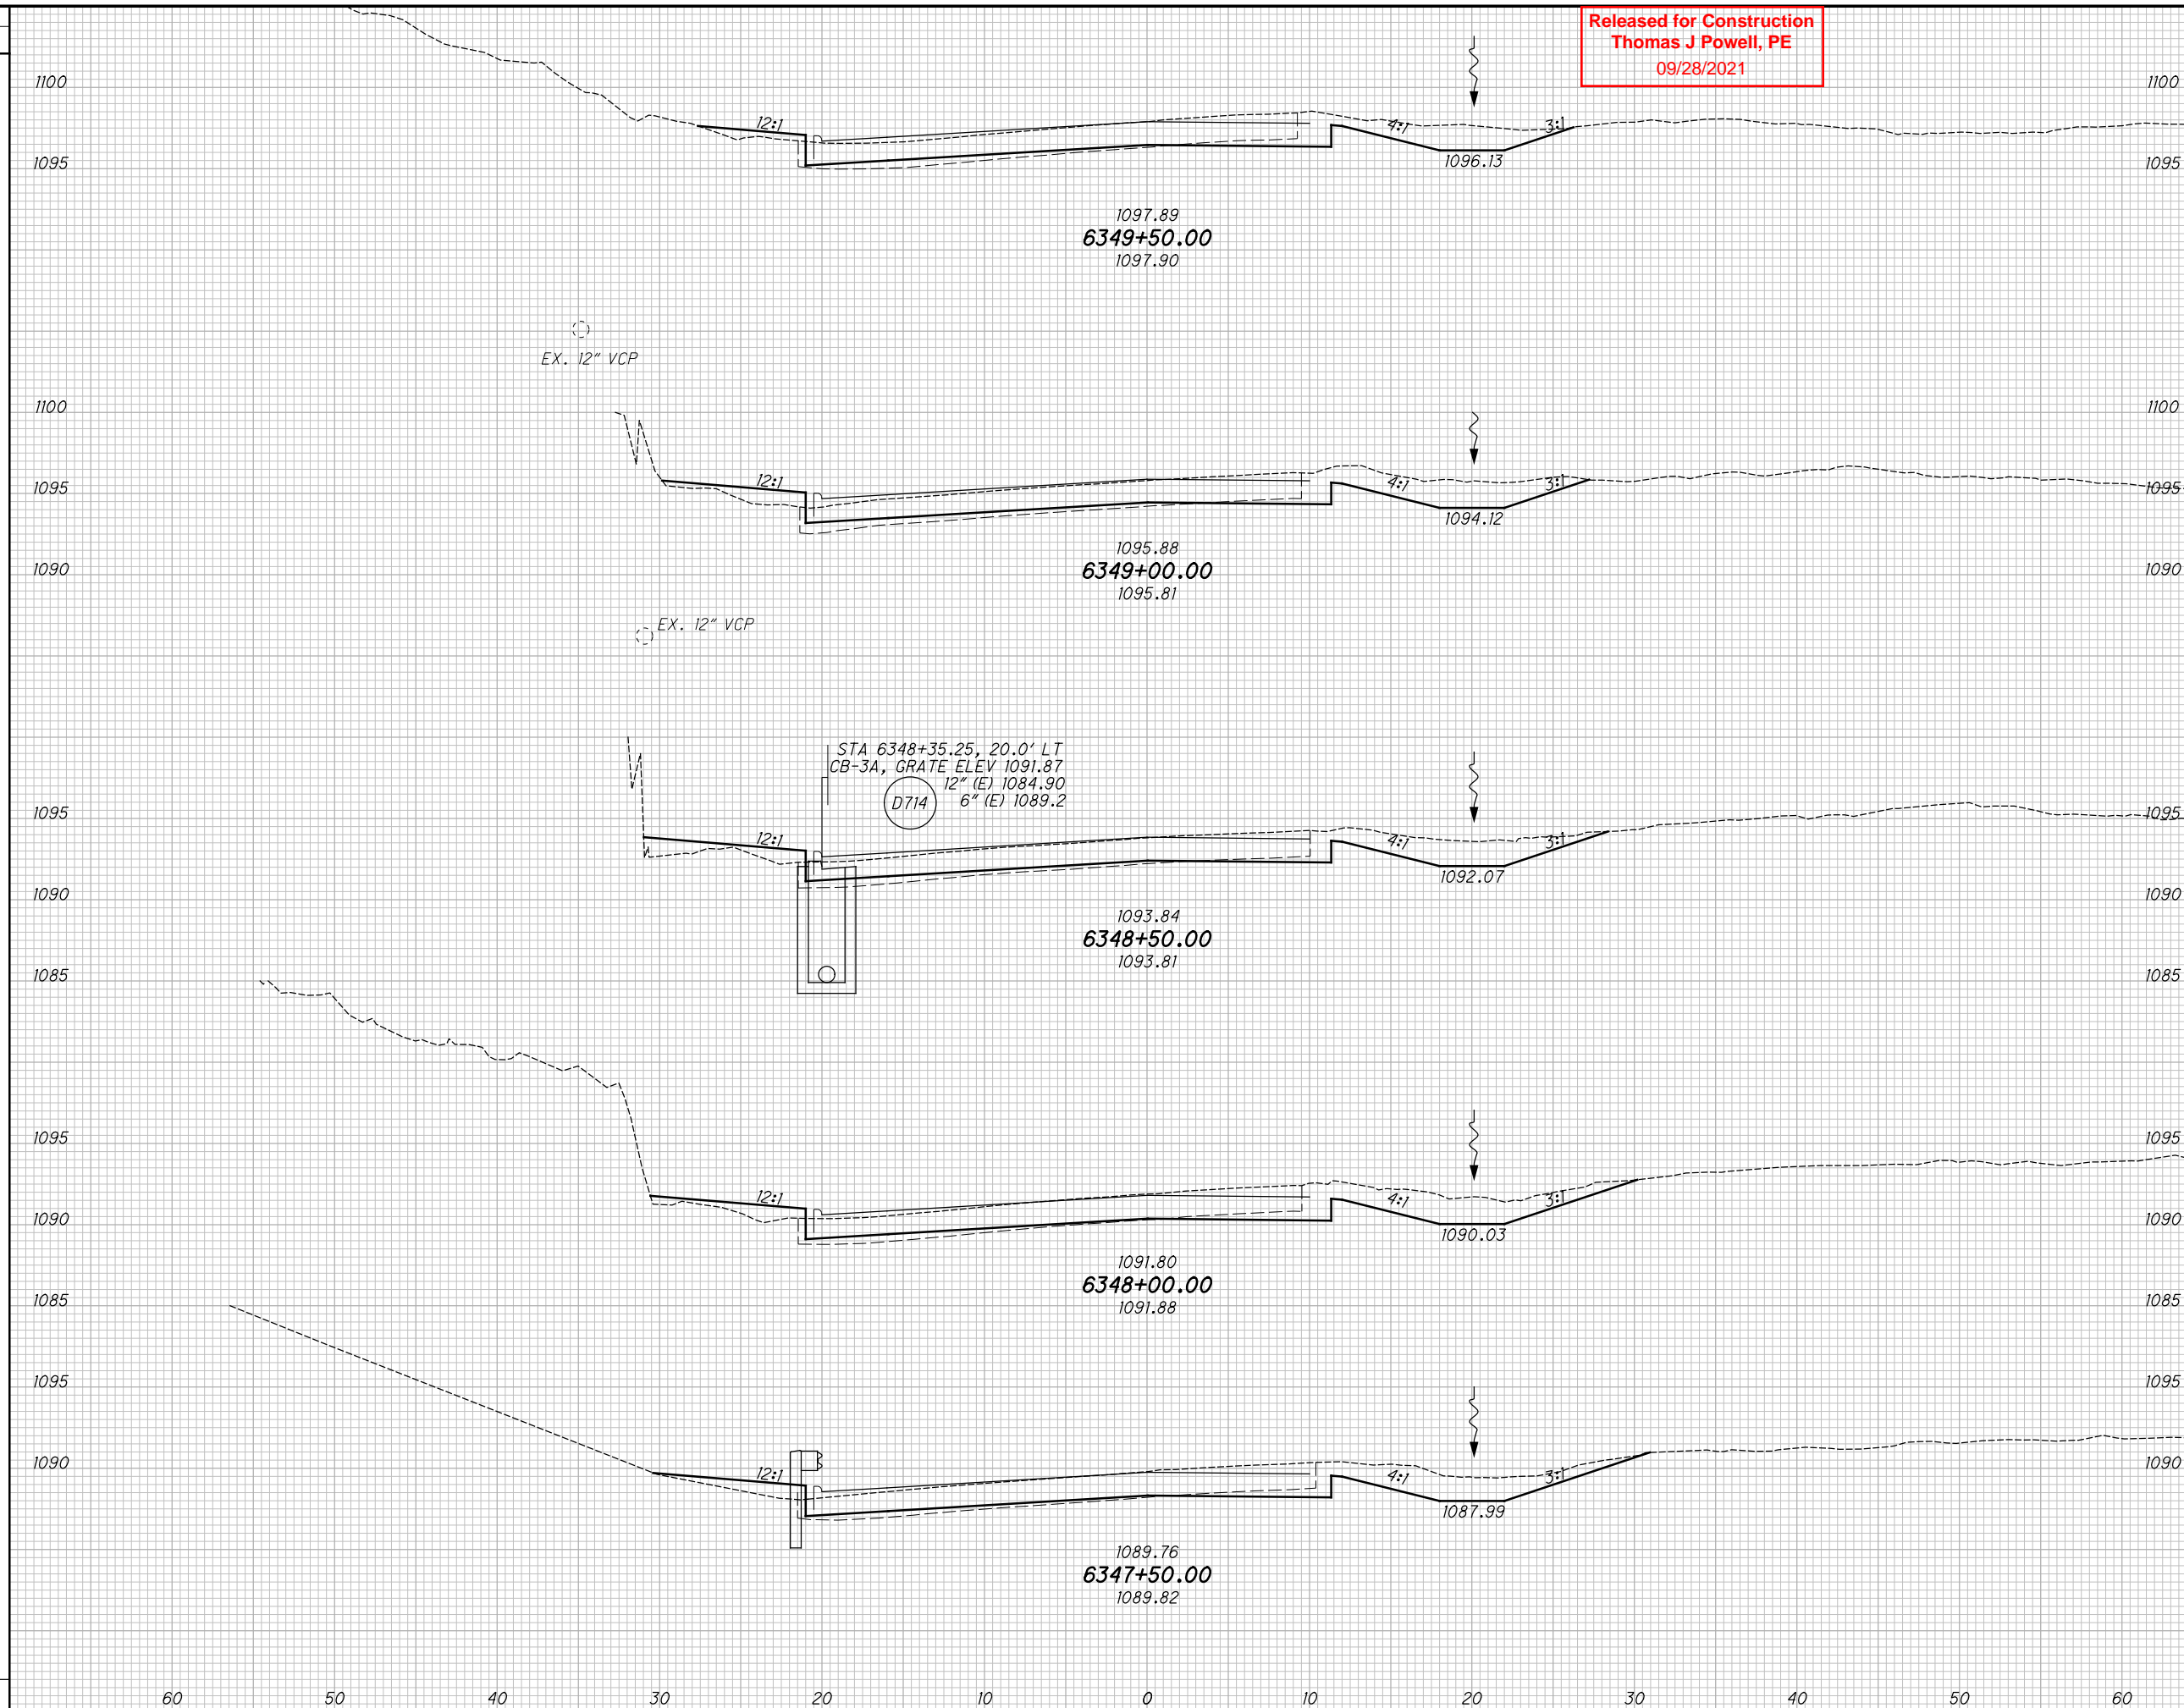 Released for Construction
Thomas J Powell, PE
09/28/2021
1100 1100
12:1 4:1 3:1
1095 1096.13 1095
1097.89
6349+50.00
1097.90
EX. 12" VCP
1100 1100
12:1 4:1 3:1
1095 1095
1094.12
1095.88
1090 6349+00.00 1090
1095.81
EX. 12" VCP
STA 6348+35.25, 20.0' LT
CB-3A, GRATE ELEV 1091.87
12" (E) 1084.90
D714 6" (E) 1089.2
1095 1095
12:1 4:1 3:1
1092.07
1090 1090
1093.84
6348+50.00
1093.81
1085 1085
1095 1095
12:1 4:1 3:1
1090 1090
1090.03
1091.80
6348+00.00
1085 1091.88 1085
1095 1095
1090 1090
12:1 4:1 3:1
1087.99
1089.76
6347+50.00
1089.82
60 50 40 30 20 10 0 10 20 30 40 50 60